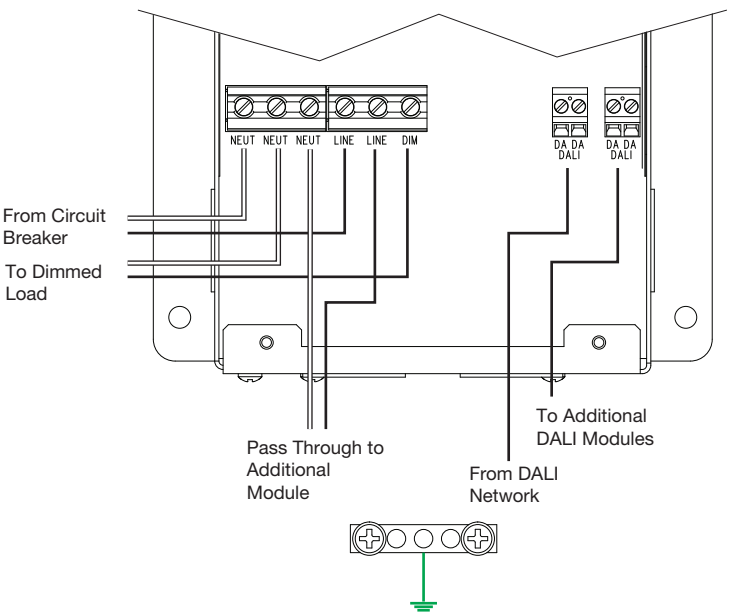 NEUT NEUT NEUT LINE LINE DIM
DA DA
DALI
DA DA
DALI
From Circuit
Breaker
To Dimmed
Load
Pass Through to
Additional
Module
From DALI
Network
To Additional
DALI Modules